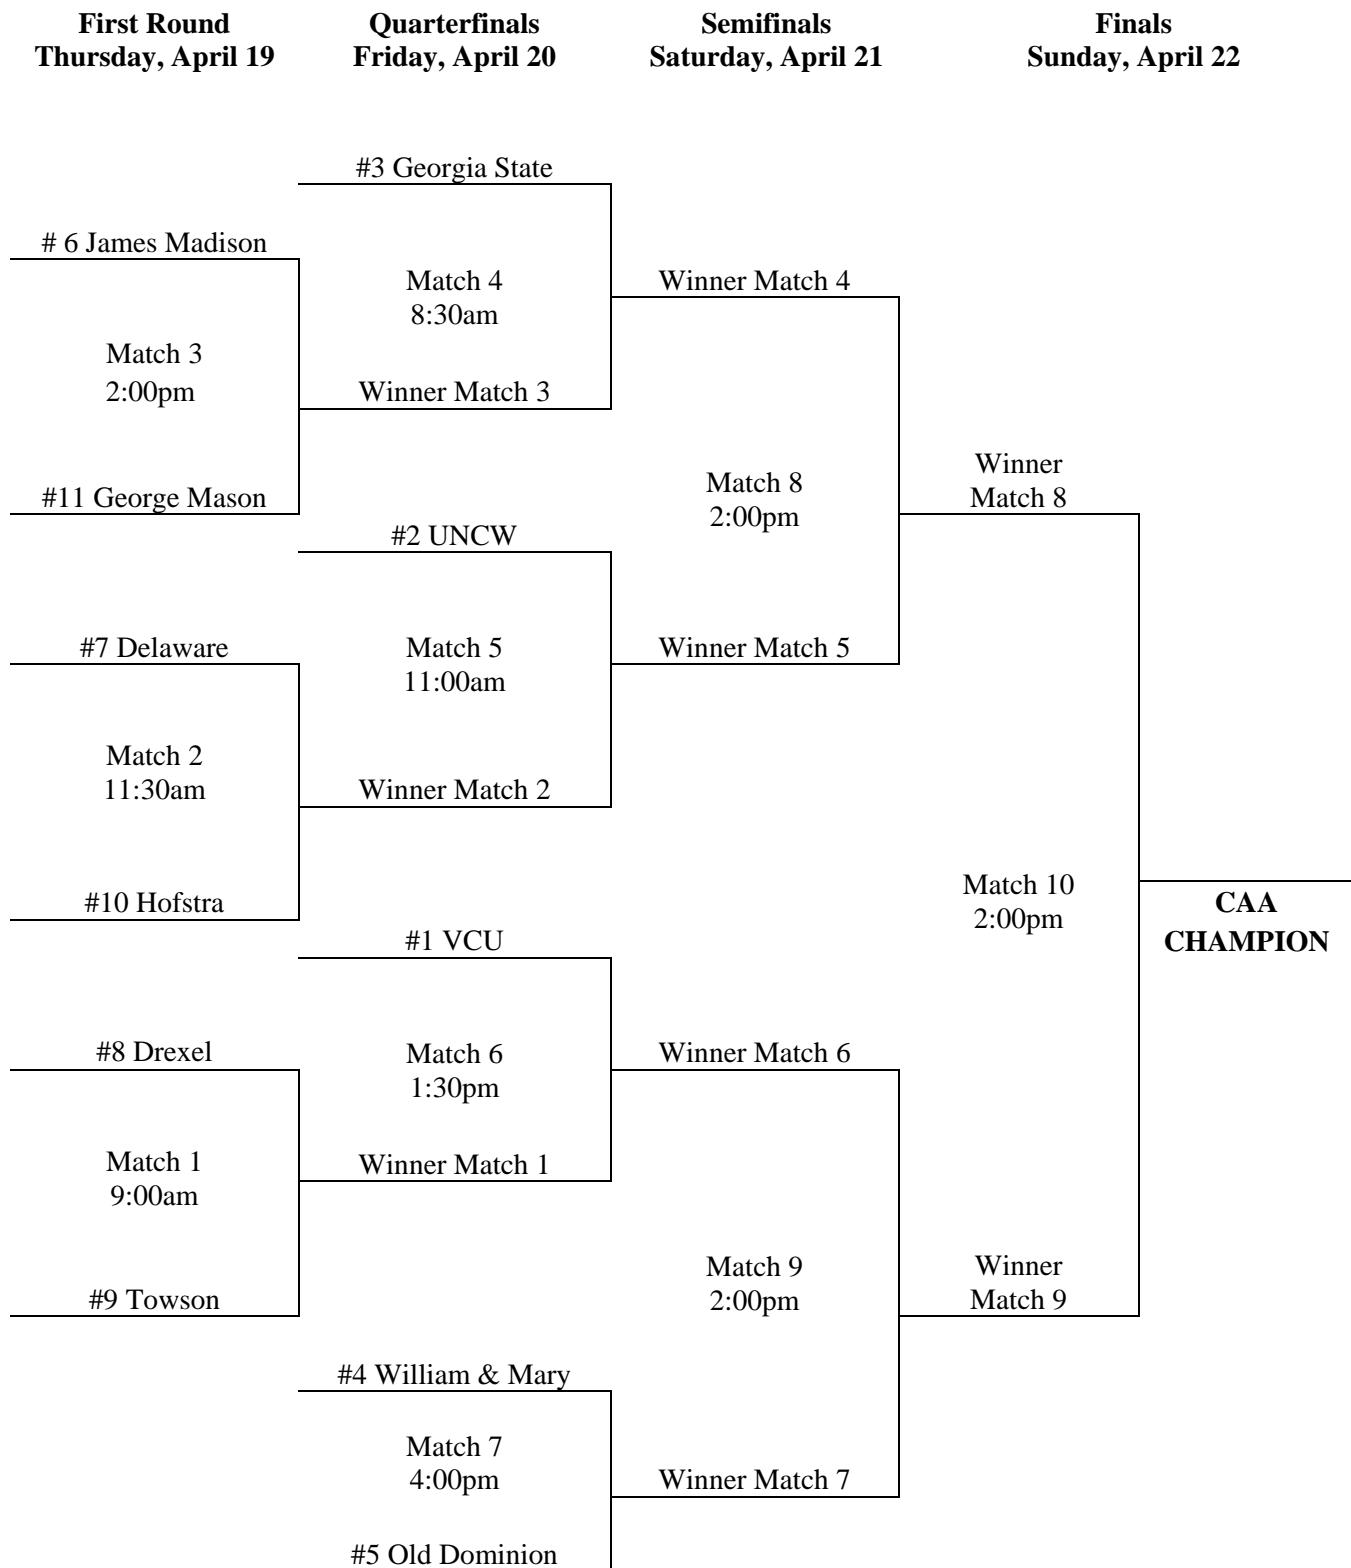 First Round
Thursday, April 19
Quarterfinals
Friday, April 20
Semifinals
Saturday, April 21
Finals
Sunday, April 22
#3 Georgia State
# 6 James Madison
Match 4
8:30am
Winner Match 4
Match 3
2:00pm
Winner Match 3
#11 George Mason
Match 8
2:00pm
Winner
Match 8
#2 UNCW
#7 Delaware
Match 5
11:00am
Winner Match 5
Match 2
11:30am
Winner Match 2
#10 Hofstra
Match 10
2:00pm
CAA
CHAMPION
#1 VCU
#8 Drexel
Match 6
1:30pm
Winner Match 6
Match 1
9:00am
Winner Match 1
#9 Towson
Match 9
2:00pm
Winner
Match 9
#4 William & Mary
Match 7
4:00pm
Winner Match 7
#5 Old Dominion